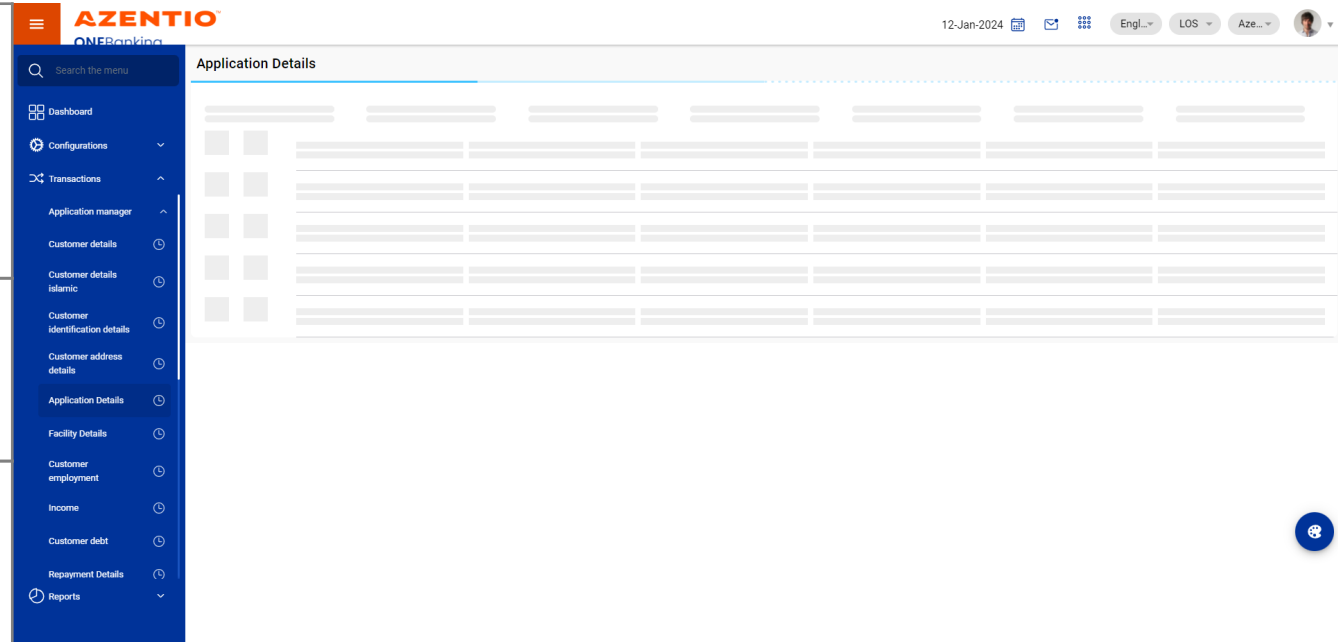 AZENTIO™
12-Jan-2024
Engl...
LOS
Aze...
ONEBanking
Search the menu
Application Details
Dashboard
Configurations
Transactions
Application manager
Customer details
Customer details
islamic
Customer
identification details
Customer address
details
Application Details
Facility Details
Customer
employment
Income
Customer debt
Repayment Details
Reports